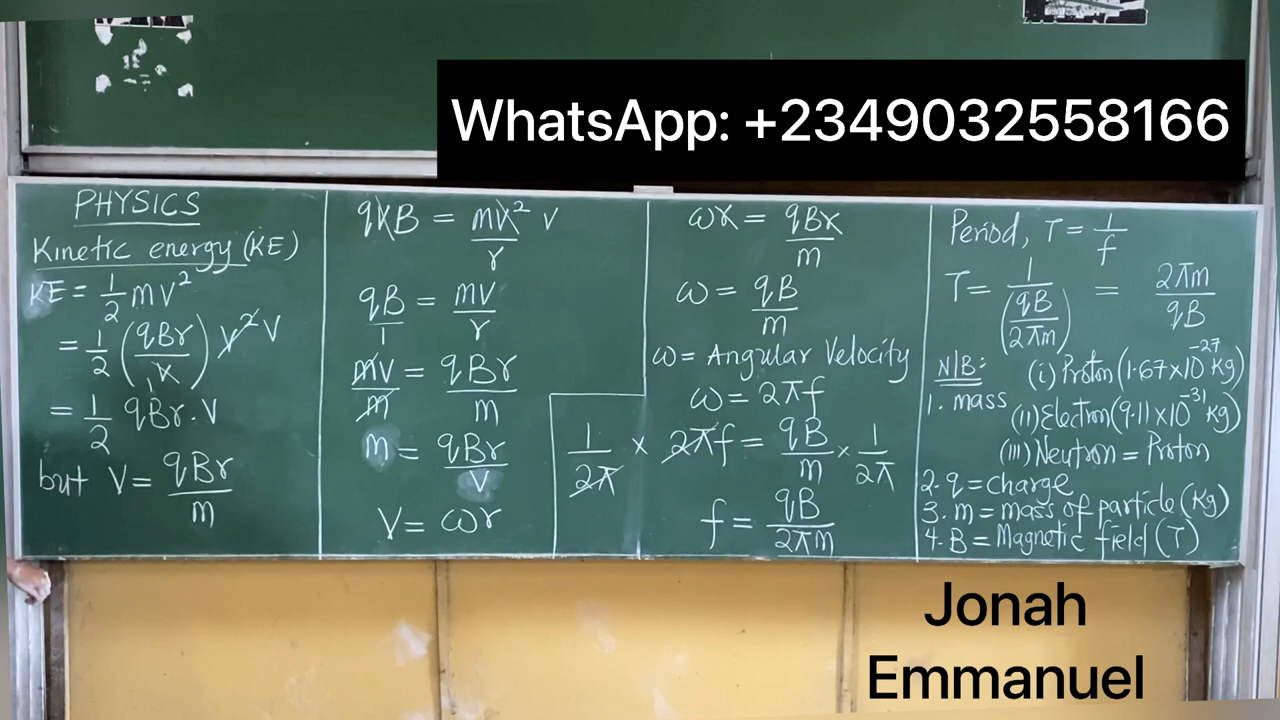 WhatsApp: +2349032558166
PHYSICS
Kinetic energy (KE)
KE = 1/2 mv²
= 1/2 (qBr/v) v² v
= 1/2 qBr . V
but V = qBr/m
qvB = mv² v/r
qB/1 = mv/r
mv/m = qBr/m
m = qBr/v
V = ωr
ωr = qBr/m
ω = qB/m
ω = Angular Velocity
ω = 2πf
1/2π × 2πf = qB/m × 1/2π
f = qB/2πm
Period, T = 1/f
T = 1/(qB/2πm) = 2πm/qB
N/B:
1. mass (i) Proton (1.67×10⁻²⁷ Kg)
(ii) Electron (9.11×10⁻³¹ Kg)
(iii) Neutron = Proton
2. q = charge
3. m = mass of particle (Kg)
4. B = Magnetic field (T)
Jonah
Emmanuel